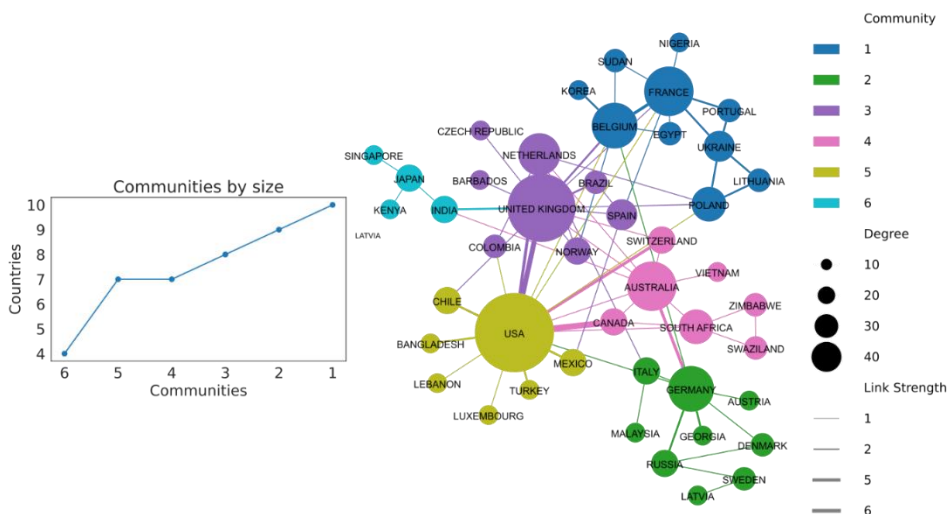 Communities by size
Countries
10
9
8
7
6
5
4
6
5
4
3
2
1
Communities
NIGERIA
SUDAN
FRANCE
KOREA
PORTUGAL
BELGIUM
EGYPT
CZECH REPUBLIC
UKRAINE
SINGAPORE
NETHERLANDS
JAPAN
BARBADOS
BRAZIL
LITHUANIA
KENYA
INDIA
UNITED KINGDOM
POLAND
SPAIN
LATVIA
COLOMBIA
NORWAY
SWITZERLAND
VIETNAM
AUSTRALIA
CHILE
ZIMBABWE
CANADA
SOUTH AFRICA
USA
BANGLADESH
SWAZILAND
MEXICO
LEBANON
TURKEY
ITALY
GERMANY
AUSTRIA
LUXEMBOURG
MALAYSIA
GEORGIA
DENMARK
RUSSIA
SWEDEN
LATVIA
Community
1
2
3
4
5
6
Degree
10
20
30
40
Link Strength
1
2
5
6